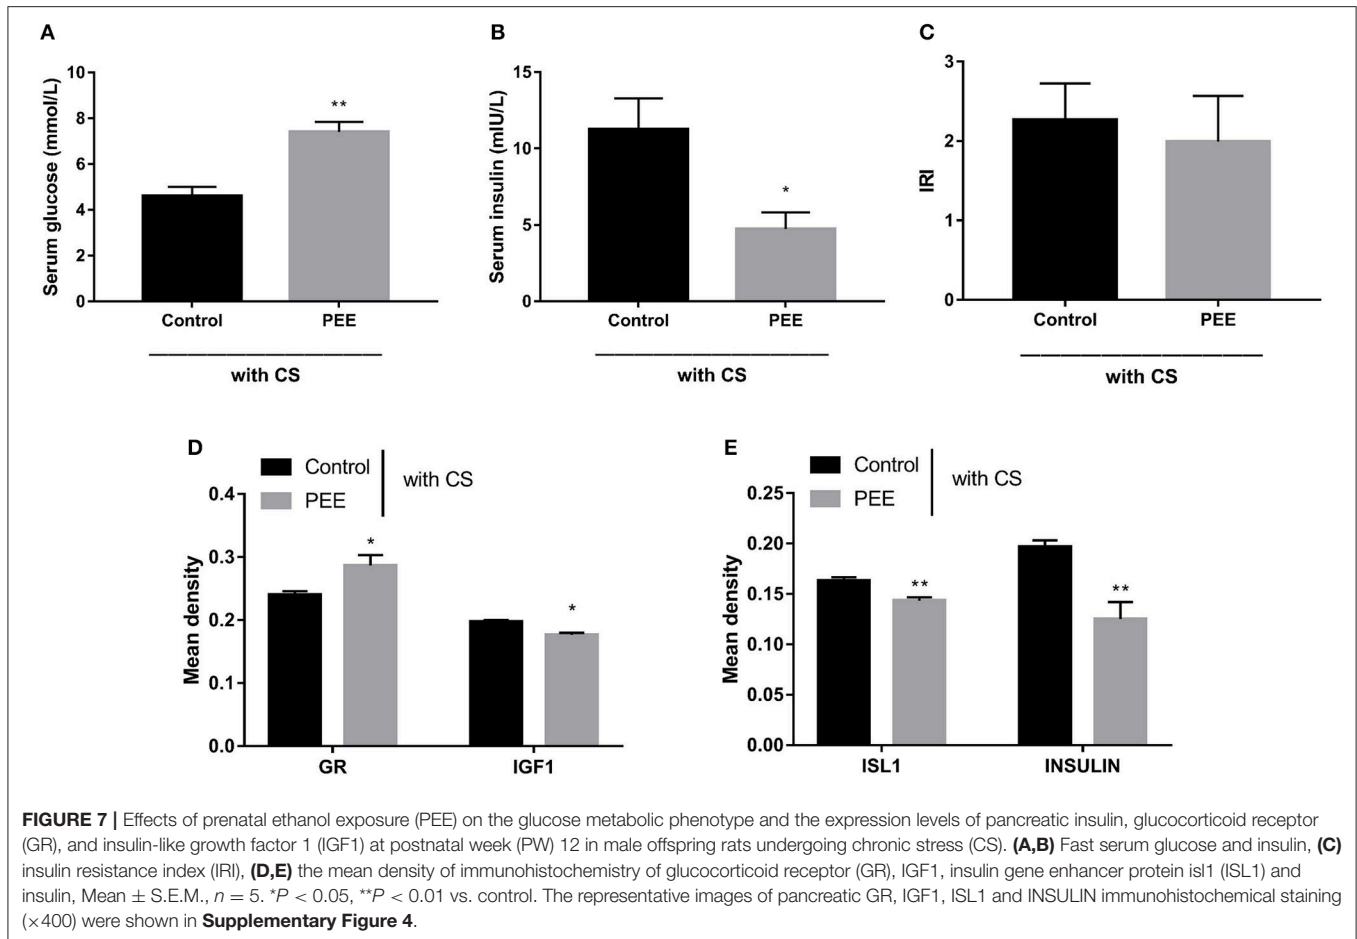 A
Serum glucose (mmol/L)
10
8
6
4
2
0
**
Control PEE
with CS
B
Serum insulin (mIU/L)
15
10
5
0
*
Control PEE
with CS
C
IRI
3
2
1
0
Control PEE
with CS
D
Control
PEE
with CS
Mean density
0.4
0.3
0.2
0.1
0.0
*
*
GR IGF1
E
Control
PEE
with CS
Mean density
0.25
0.20
0.15
0.10
0.05
0.00
**
**
ISL1 INSULIN
FIGURE 7 | Effects of prenatal ethanol exposure (PEE) on the glucose metabolic phenotype and the expression levels of pancreatic insulin, glucocorticoid receptor
(GR), and insulin-like growth factor 1 (IGF1) at postnatal week (PW) 12 in male offspring rats undergoing chronic stress (CS). (A,B) Fast serum glucose and insulin, (C)
insulin resistance index (IRI), (D,E) the mean density of immunohistochemistry of glucocorticoid receptor (GR), IGF1, insulin gene enhancer protein isl1 (ISL1) and
insulin, Mean ± S.E.M., n = 5. *P < 0.05, **P < 0.01 vs. control. The representative images of pancreatic GR, IGF1, ISL1 and INSULIN immunohistochemical staining
(×400) were shown in Supplementary Figure 4.